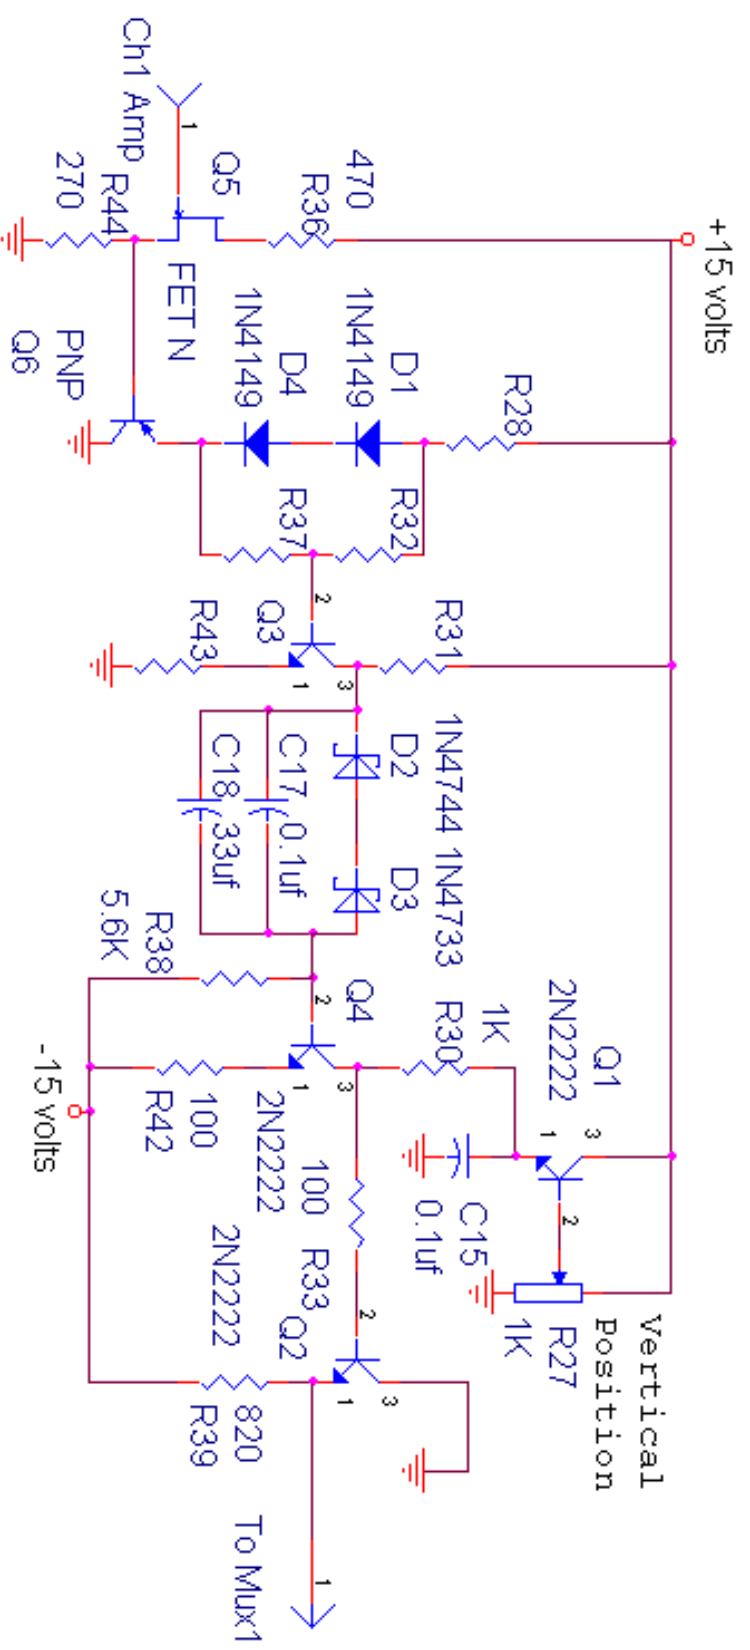 +15 volts
Vertical
Position
R27
1K
Q1
2N2222
3
1
2
C15
0.1uf
R30
1K
470
R36
Q5
Ch1 Amp
1
R44
270
FET N
PNP
Q6
R28
D1
1N4149
D4
1N4149
R32
R37
R31
Q3
2
3
1
R43
1N4744
1N4733
D2
D3
C17
0.1uf
C18
33uf
R38
5.6K
Q4
2
3
1
2N2222
100
R42
-15 volts
100
R33
Q2
2N2222
2
3
1
820
R39
To Mux1
1